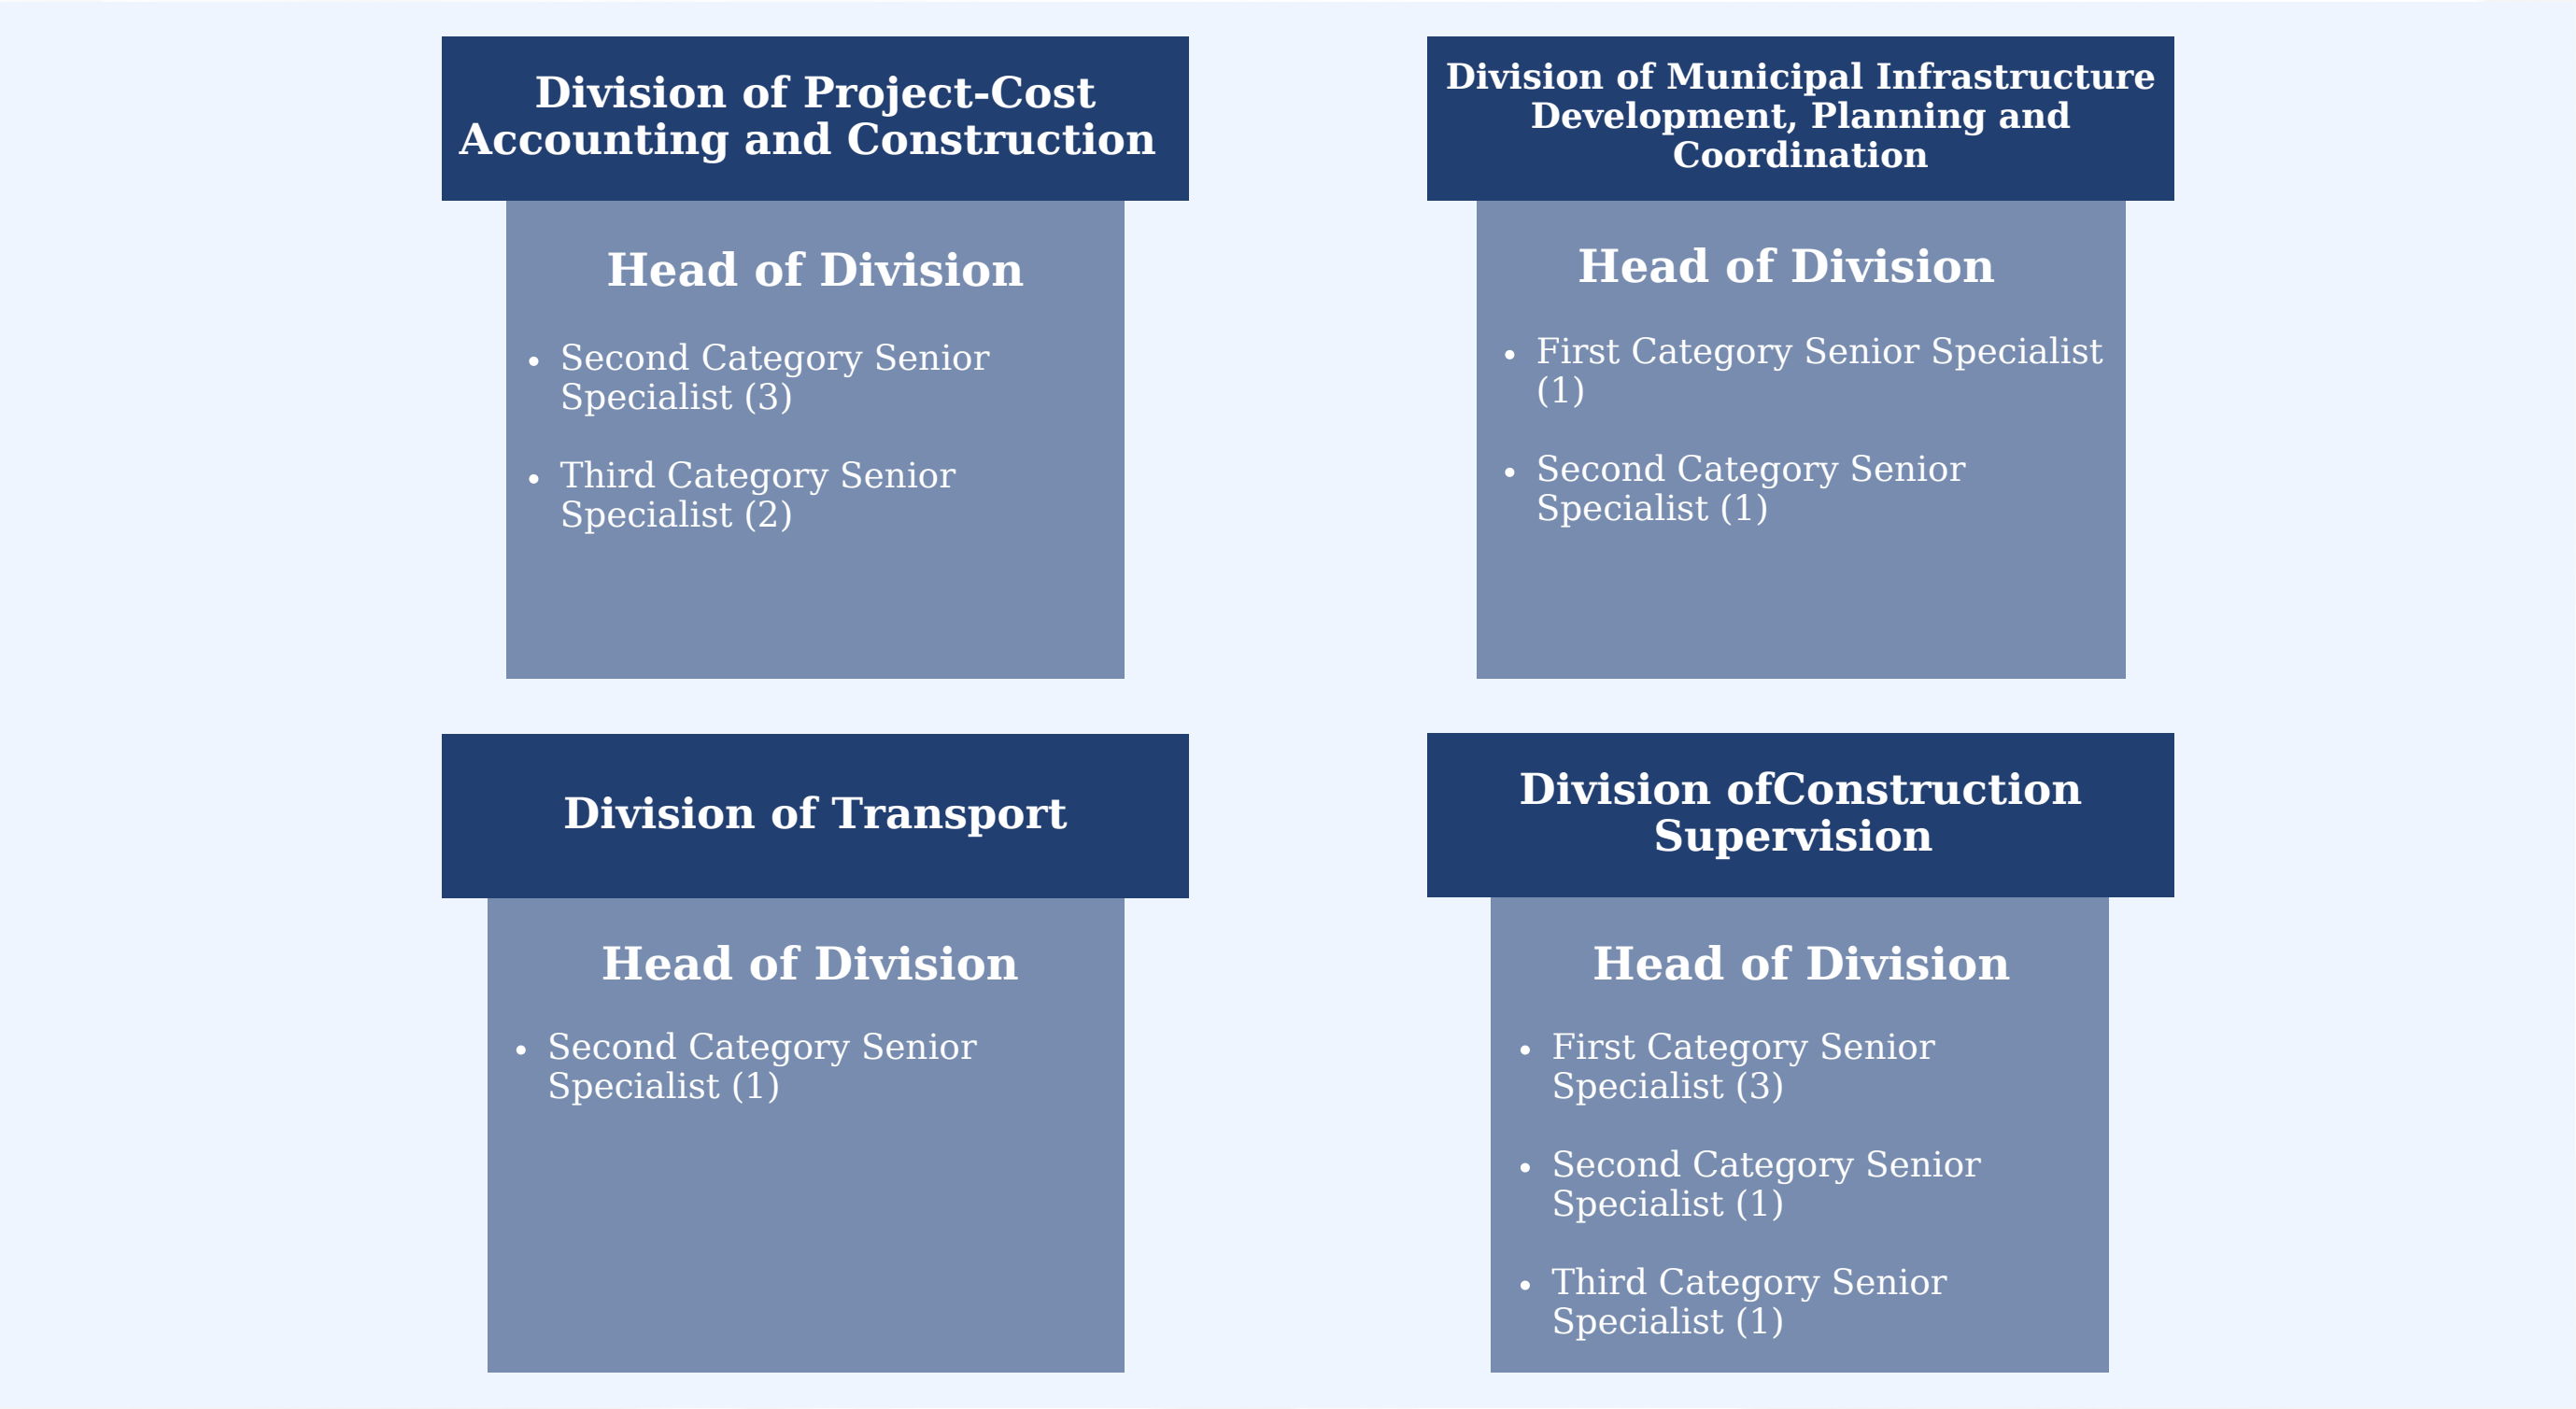 Division of Project-Cost
Accounting and Construction
Head of Division
• Second Category Senior
Specialist (3)
• Third Category Senior
Specialist (2)
Division of Municipal Infrastructure
Development, Planning and
Coordination
Head of Division
• First Category Senior Specialist
(1)
• Second Category Senior
Specialist (1)
Division of Transport
Head of Division
• Second Category Senior
Specialist (1)
Division ofConstruction
Supervision
Head of Division
• First Category Senior
Specialist (3)
• Second Category Senior
Specialist (1)
• Third Category Senior
Specialist (1)